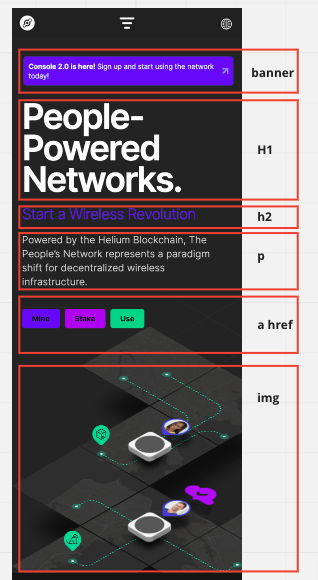 Console 2.0 is here! Sign up and start using the network
today!
banner
People-
Powered
Networks.
H1
Start a Wireless Revolution
h2
Powered by the Helium Blockchain, The
People's Network represents a paradigm
shift for decentralized wireless
infrastructure.
p
Mine
Staka
Use
a href
img